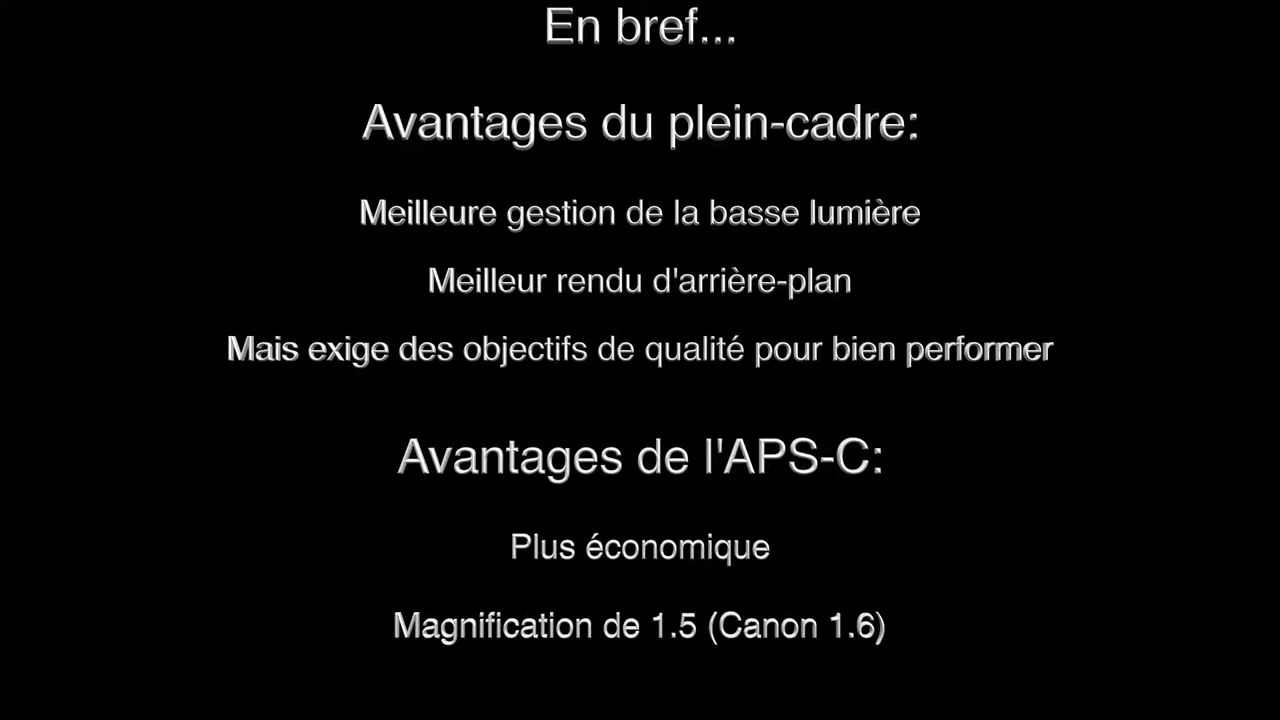 En bref...
Avantages du plein-cadre:
Meilleure gestion de la basse lumière
Meilleur rendu d'arrière-plan
Mais exige des objectifs de qualité pour bien performer
Avantages de l'APS-C:
Plus économique
Magnification de 1.5 (Canon 1.6)